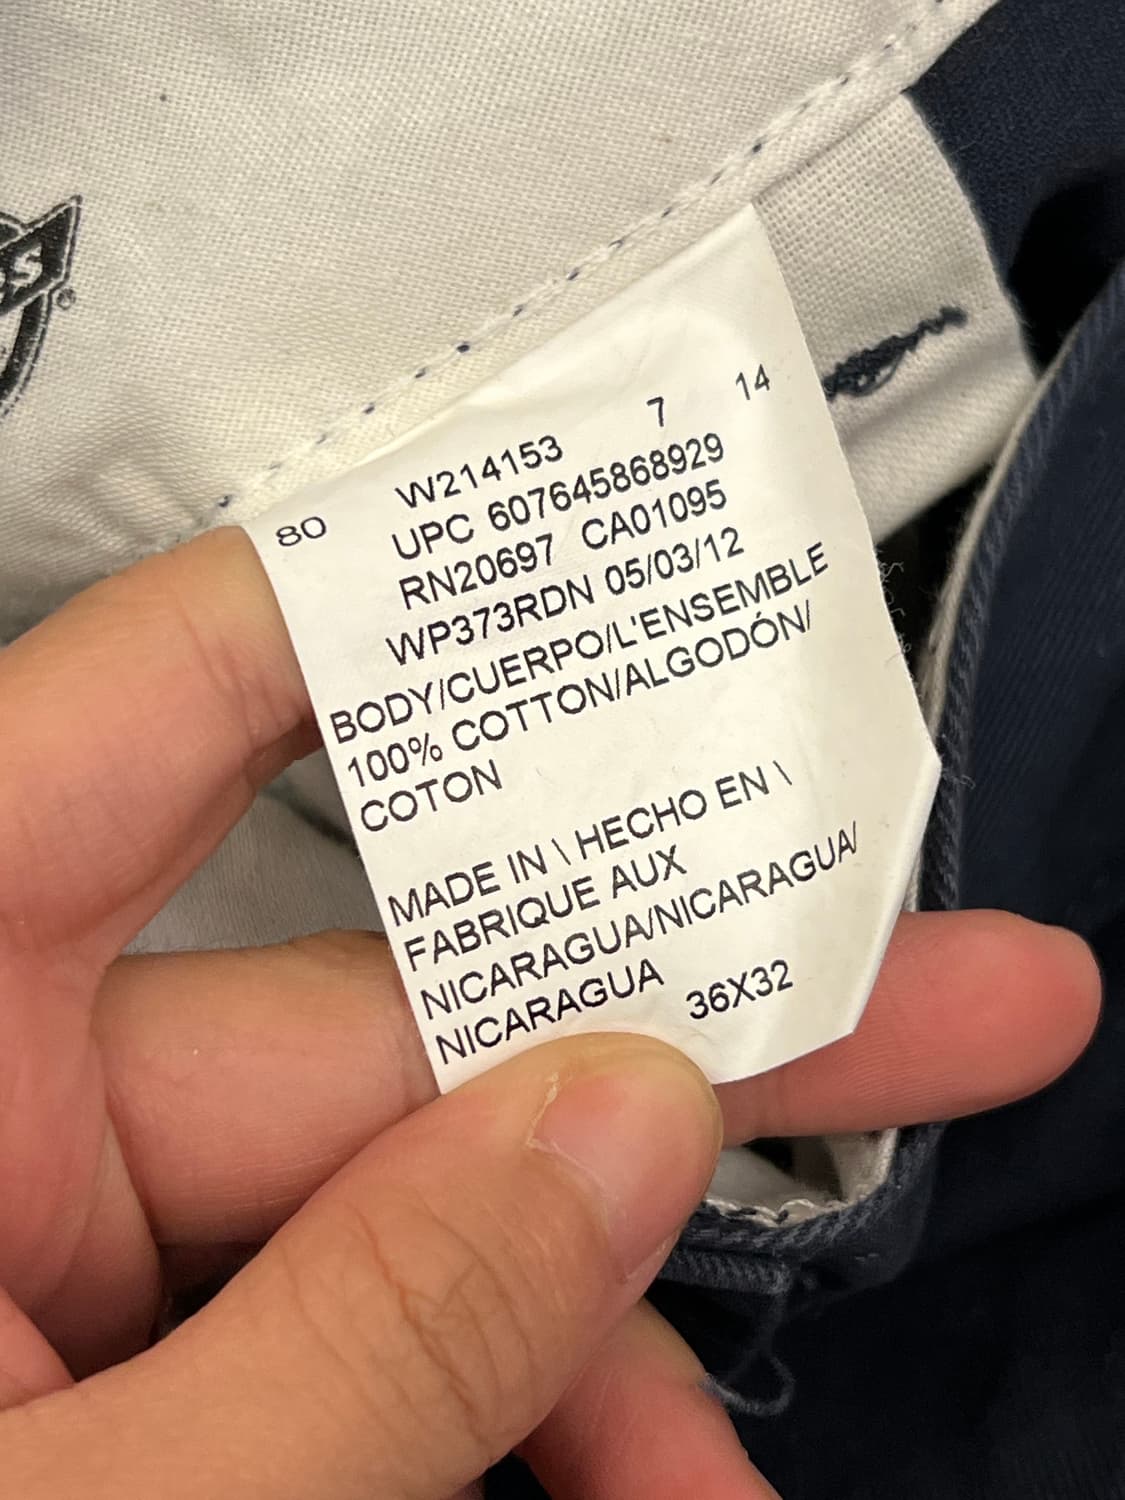 W214153 7 14
80 UPC 607645868929
RN20697 CA01095
WP373RDN 05/03/12
BODY/CUERPO/L'ENSEMBLE
100% COTTON/ALGODÓN/
COTON
MADE IN \ HECHO EN \
FABRIQUE AUX
NICARAGUA/NICARAGUA/
NICARAGUA 36X32